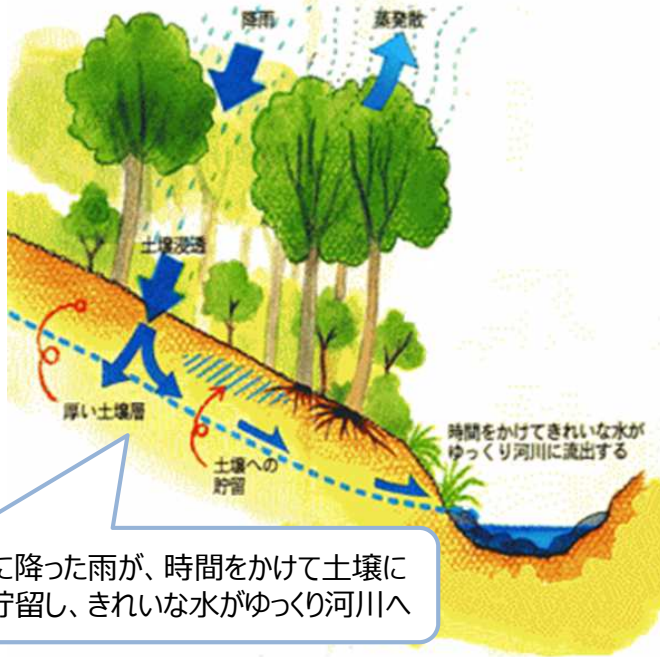 降雨
蒸発散
土壌浸透
厚い土壌層
土壌への
貯留
時間をかけてきれいな水が
ゆっくり河川に流出する
に降った雨が、時間をかけて土壌に
貯留し、きれいな水がゆっくり河川へ